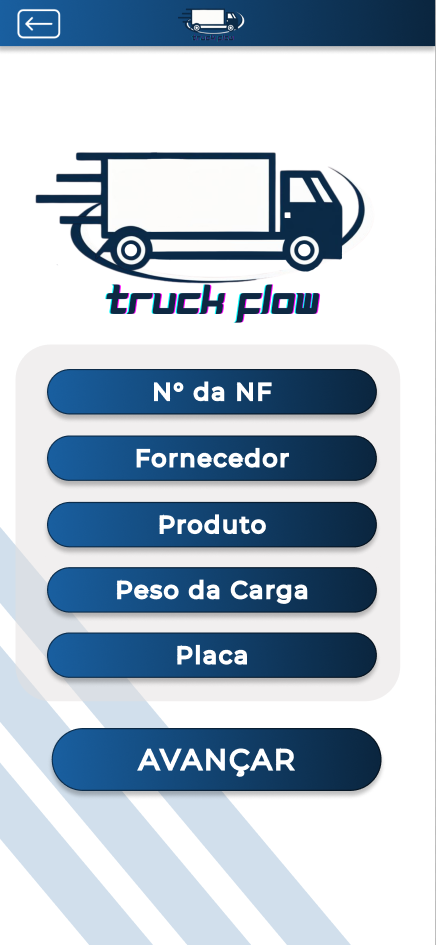 truck flow
Nº da NF
Fornecedor
Produto
Peso da Carga
Placa
AVANÇAR